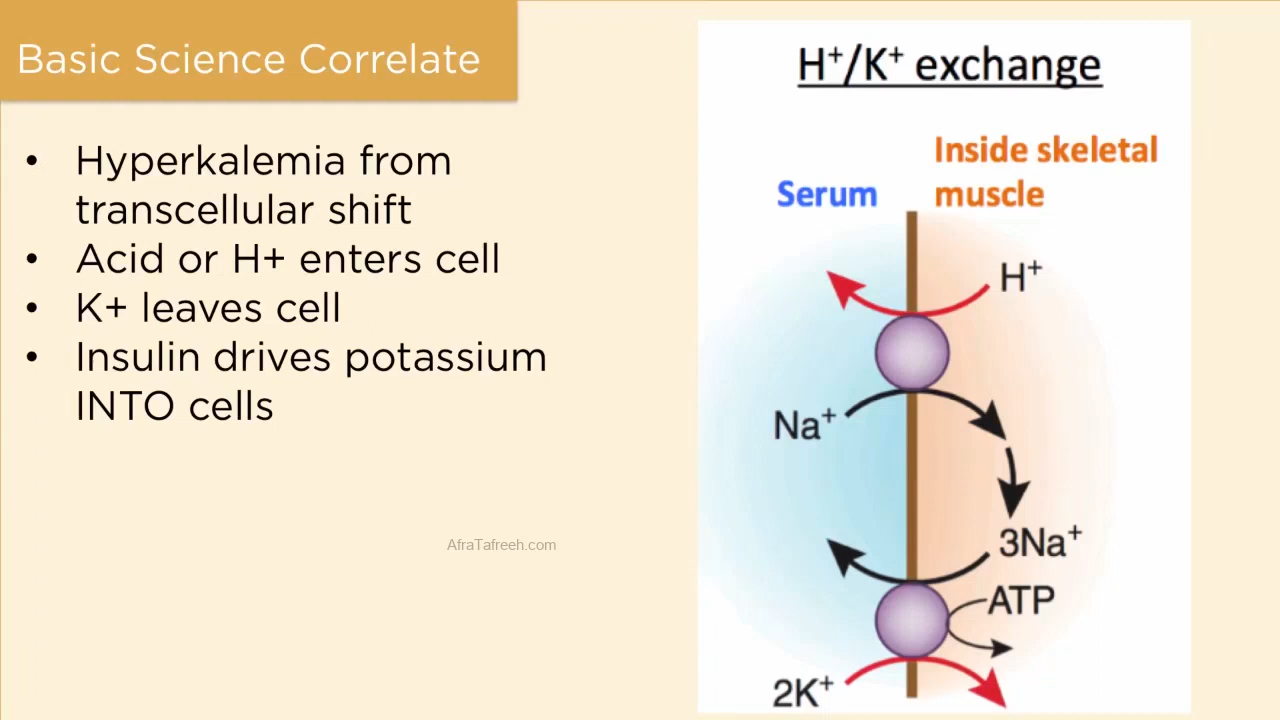 Basic Science Correlate
• Hyperkalemia from
transcellular shift
• Acid or H+ enters cell
• K+ leaves cell
• Insulin drives potassium
INTO cells
AfraTafreeh.com
H⁺/K⁺ exchange
Serum
Inside skeletal
muscle
H⁺
Na⁺
3Na⁺
ATP
2K⁺